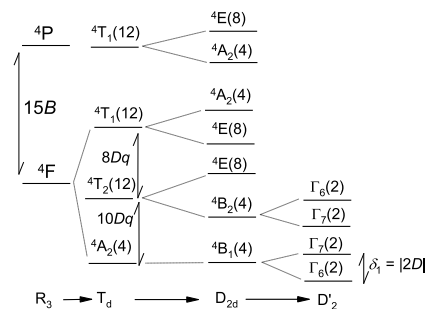 ⁴E(8)
⁴P ⁴T₁(12)
⁴A₂(4)
15B
⁴A₂(4)
⁴T₁(12)
⁴E(8)
8Dq
⁴E(8)
⁴F
⁴T₂(12)
Γ₆(2)
⁴B₂(4)
10Dq
Γ₇(2)
⁴A₂(4)
⁴B₁(4)
Γ₇(2)
δ₁ = |2D|
Γ₆(2)
R₃ T_d D₂d D'₂